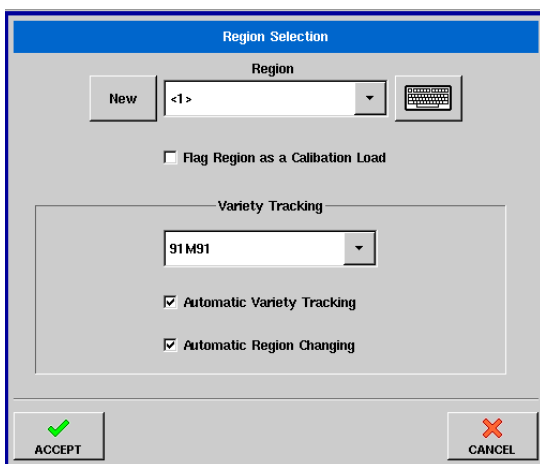 Region Selection
Region
New
<1>
Flag Region as a Calibation Load
Variety Tracking
91M91
Automatic Variety Tracking
Automatic Region Changing
ACCEPT
CANCEL